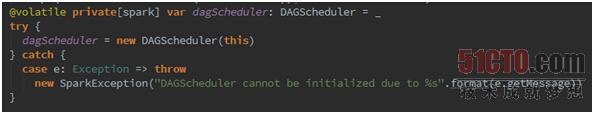 @volatile private[spark] var dagScheduler: DAGScheduler = _
try {
  dagScheduler = new DAGScheduler(this)
} catch {
  case e: Exception => throw
    new SparkException("DAGScheduler cannot be initialized due to %s".format(e.getMessage))
}
51CTO.com
技术成就梦想